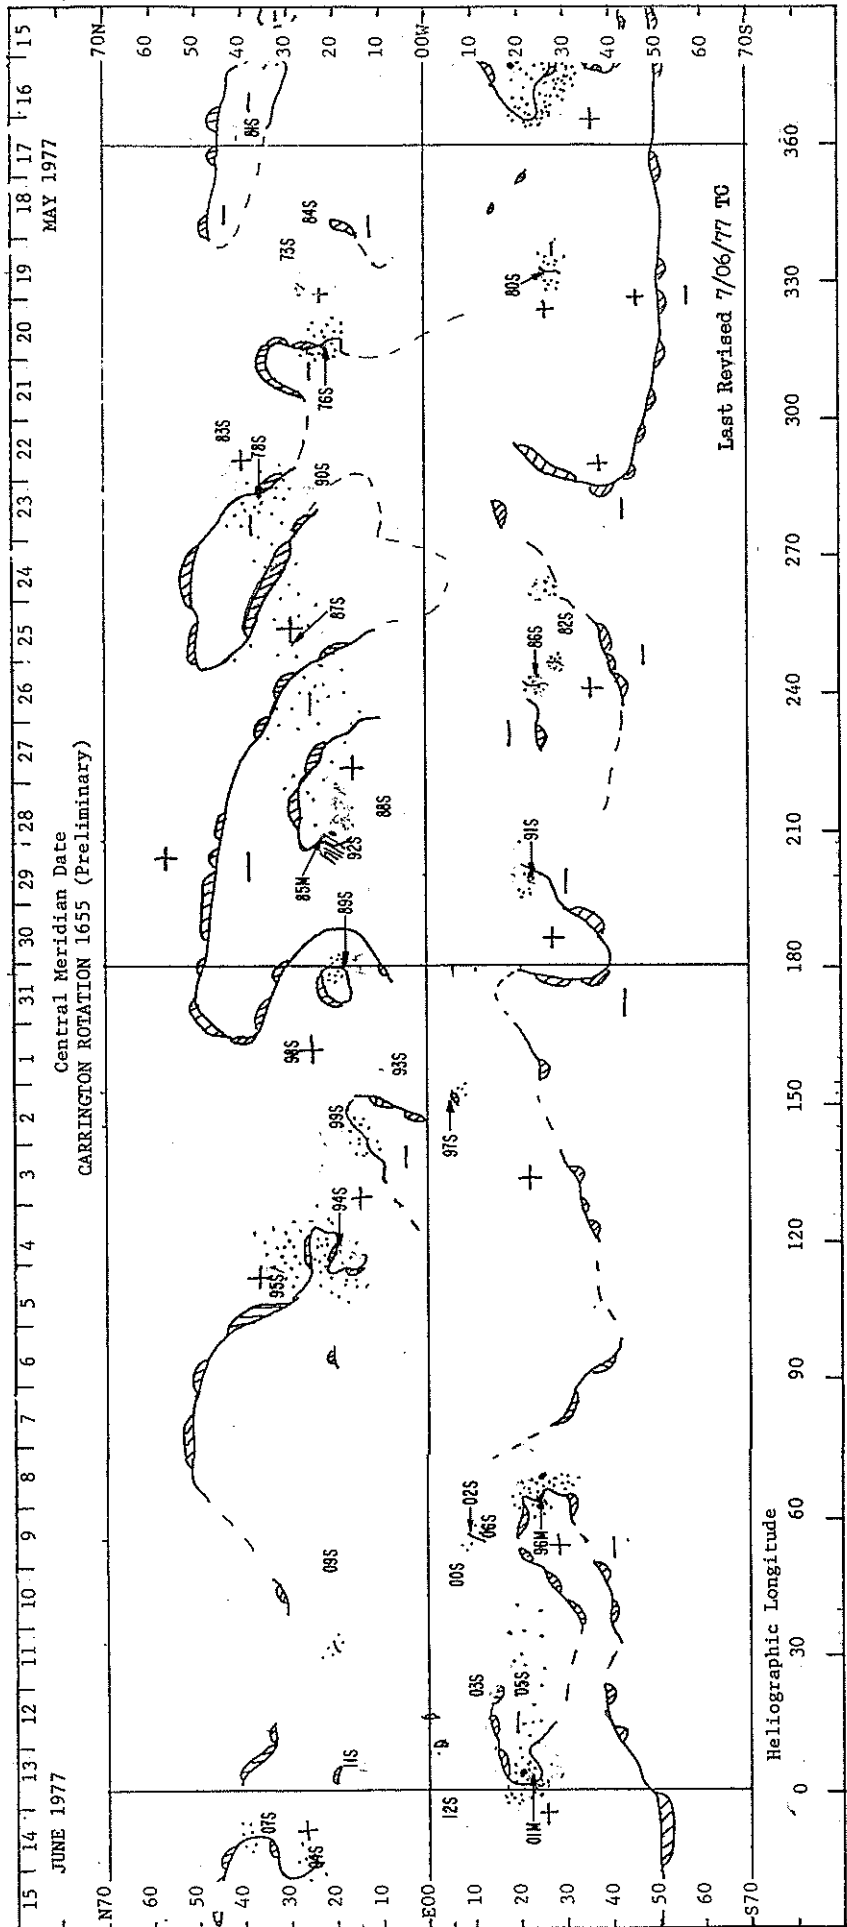 15 | 14 | 13 | 12 | 11 | 10 | 9 | 8 | 7 | 6 | 5 | 4 | 3 | 2 | 1 | 31 | 30 | 29 | 28 | 27 | 26 | 25 | 24 | 23 | 22 | 21 | 20 | 19 | 18 | 17 | 16 | 15
JUNE 1977
Central Meridian Date
MAY 1977
CARRINGTON ROTATION 1655 (Preliminary)
N70
60
50
40
30
20
10
E00
10
20
30
40
50
S70
70N
60
50
40
30
20
10
00W
10
20
30
40
50
70S
07S
11S
09S
95S
94S
99S
98S
93S
89S
85M
92S
88S
87S
90S
78S
83S
76S
73S
84S
81S
12S
01M
03S
05S
00S
02S
06S
96M
97S
91S
86S
82S
80S
Last Revised 7/06/77 TC
Heliographic Longitude
0 30 60 90 120 150 180 210 240 270 300 330 360